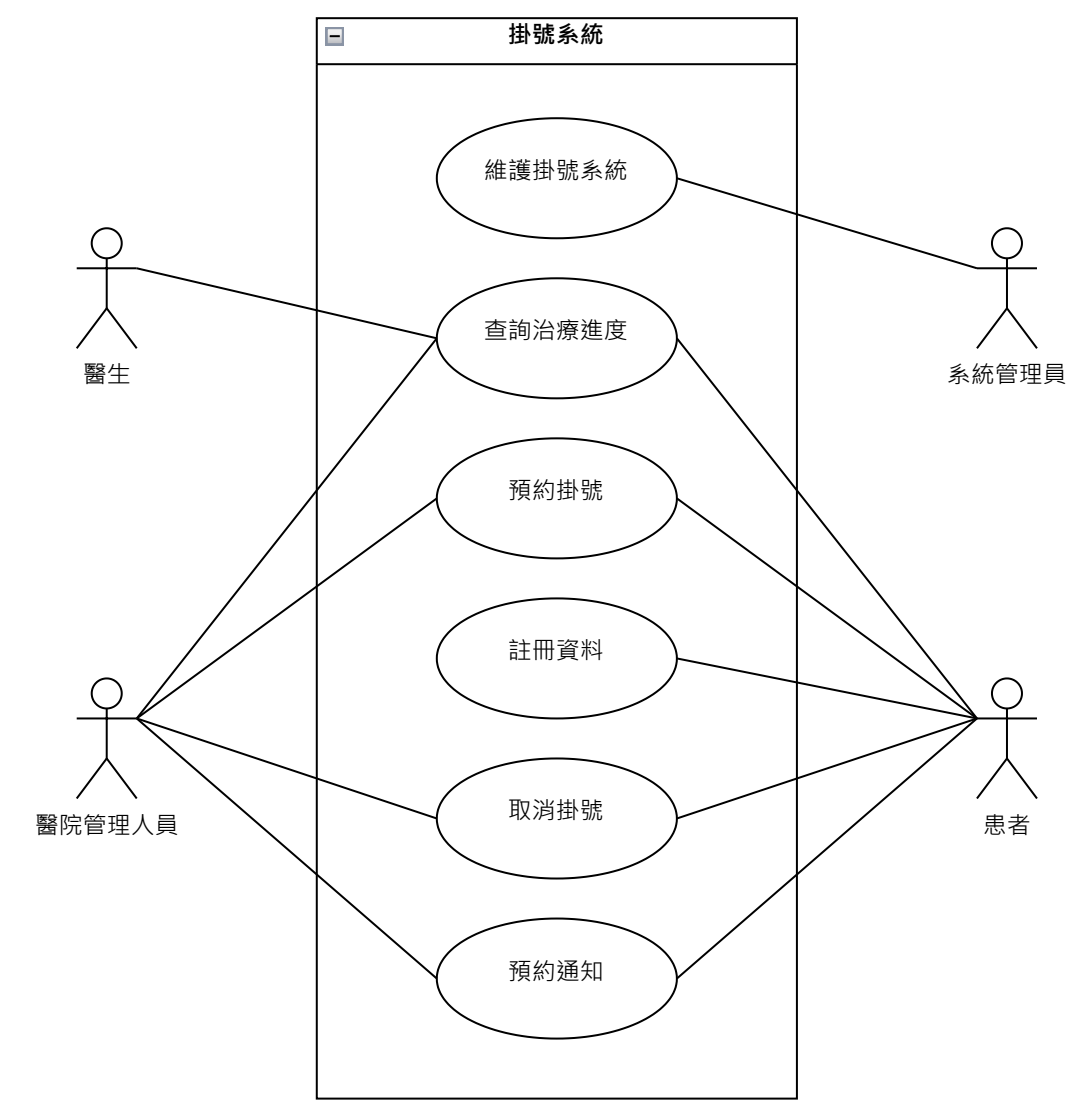 掛號系統
維護掛號系統
查詢治療進度
醫生
系統管理員
預約掛號
註冊資料
取消掛號
醫院管理人員
患者
預約通知